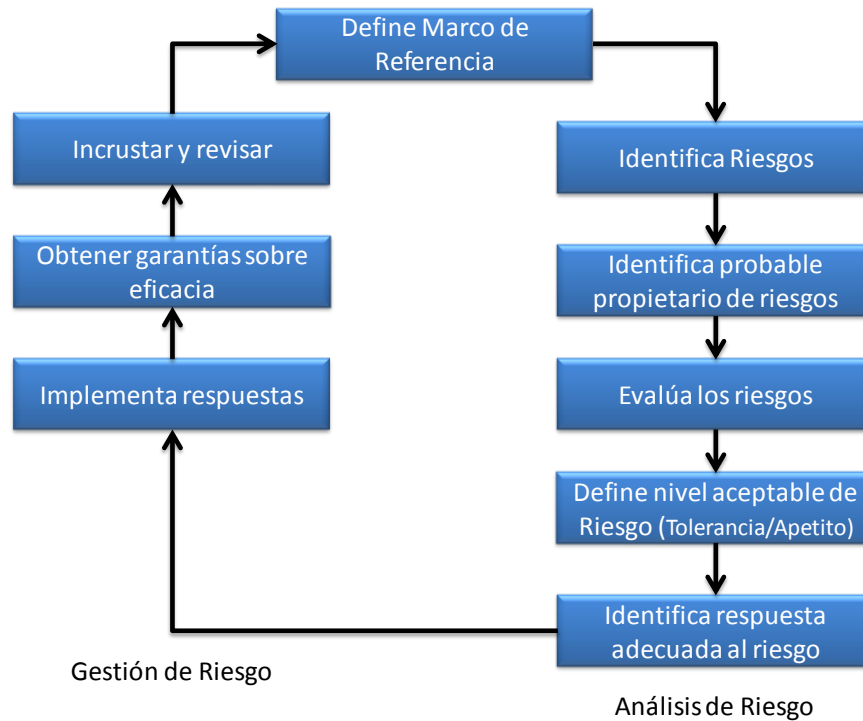 Define Marco de
Referencia
Identifica Riesgos
Identifica probable
propietario de riesgos
Evalúa los riesgos
Define nivel aceptable de
Riesgo (Tolerancia/Apetito)
Identifica respuesta
adecuada al riesgo
Análisis de Riesgo
Implementa respuestas
Obtener garantías sobre
eficacia
Incrustar y revisar
Gestión de Riesgo